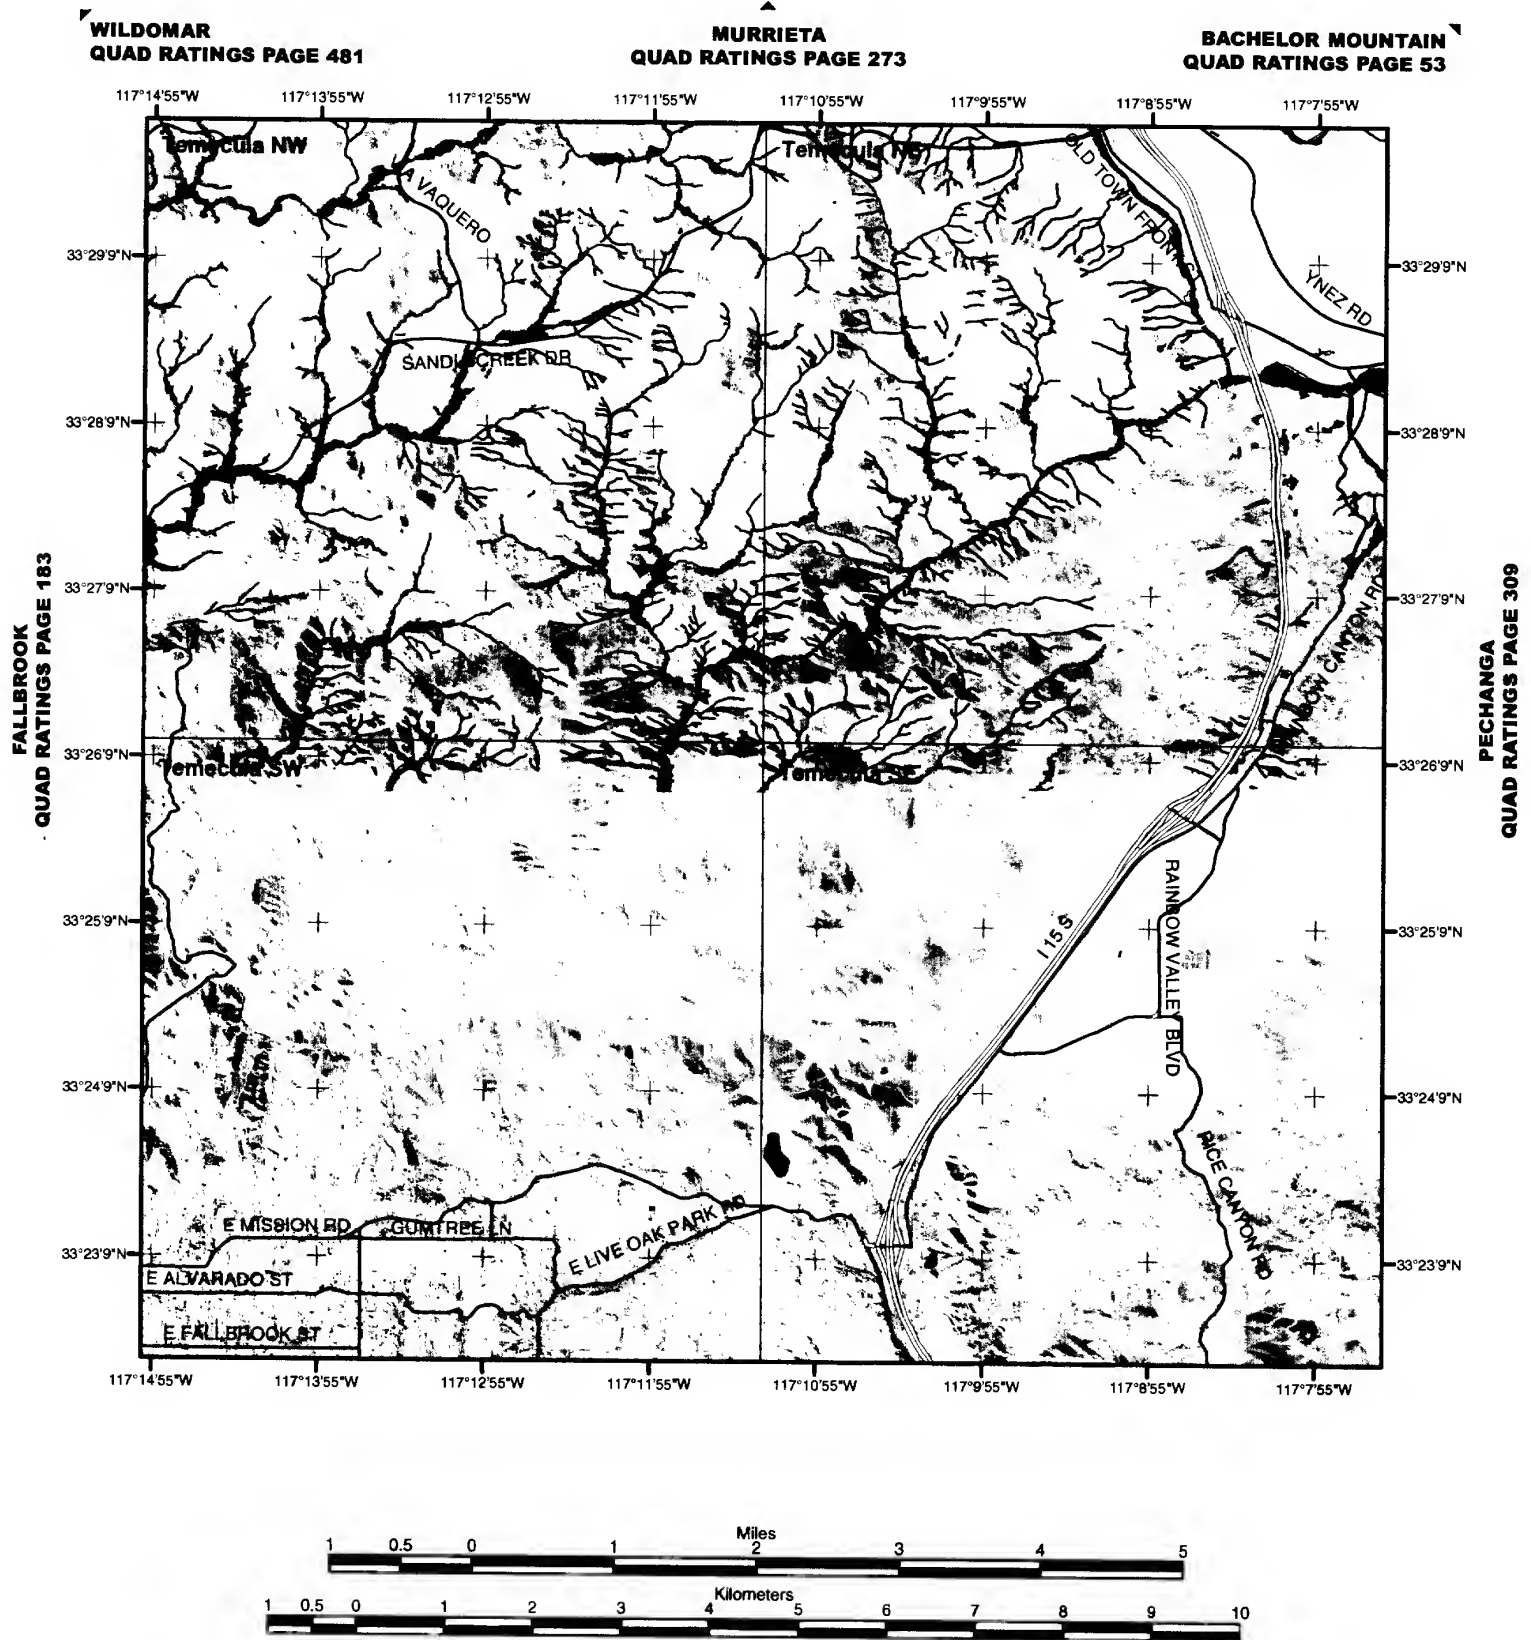 WILDOMAR
QUAD RATINGS PAGE 481
MURRIETA
QUAD RATINGS PAGE 273
BACHELOR MOUNTAIN
QUAD RATINGS PAGE 53
117°14'55"W 117°13'55"W 117°12'55"W 117°11'55"W 117°10'55"W 117°9'55"W 117°8'55"W 117°7'55"W
Temecula NW
Temecula
OLD TOWN FRONT
VAQUERO
33°29'9"N
33°29'9"N
YNEZ RD
CREEK DR
33°28'9"N
33°28'9"N
FALLBROOK
QUAD RATINGS PAGE 183
33°27'9"N
33°27'9"N
PECHANGA
QUAD RATINGS PAGE 309
RAINBOW CANYON RD
33°26'9"N
33°26'9"N
Temecula SW
Temecula SE
RAINBOW VALLEY BLVD
33°25'9"N
I 15 S
33°25'9"N
33°24'9"N
33°24'9"N
RICE CANYON RD
E MISSION RD
GUMTREE LN
E LIVE OAK PARK RD
33°23'9"N
33°23'9"N
E ALVARADO ST
E FALLBROOK ST
117°14'55"W 117°13'55"W 117°12'55"W 117°11'55"W 117°10'55"W 117°9'55"W 117°8'55"W 117°7'55"W
Miles
1 0.5 0 1 2 3 4 5
Kilometers
1 0.5 0 1 2 3 4 5 6 7 8 9 10